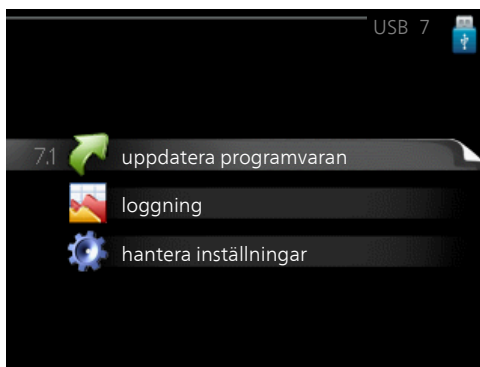 USB 7
7.1 uppdatera programvaran
loggning
hantera inställningar